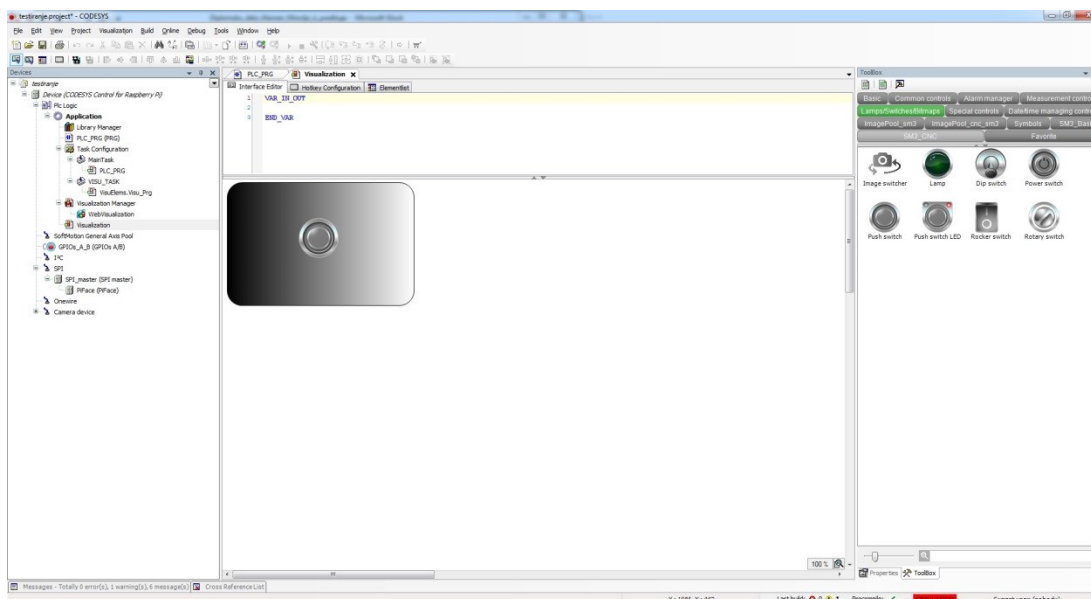 testiranje.project* - CODESYS
File Edit View Project Visualization Build Online Debug Tools Window Help
Devices
PLC_PRG Visualization x
ToolBox
Interface Editor Hotkey Configuration Elementlist
testiranje
Device (CODESYS Control for Raspberry Pi)
Plc Logic
Application
Library Manager
PLC_PRG (PRG)
Task Configuration
MainTask
PLC_PRG
VISU_TASK
VisuElems.Visu_Prg
Visualization Manager
WebVisualization
Visualization
SoftMotion General Axis Pool
GPIOs_A_B (GPIOs A/B)
I²C
SPI
SPI_master (SPI master)
PiFace (PiFace)
Onewire
Camera device
1 VAR_IN_OUT
2
3 END_VAR
Basic Common controls Alarm manager Measurement contro
Lamps/Switches/Bitmaps Special controls Date/time managing contr
ImagePool_sm3 ImagePool_cnc_sm3 Symbols SM3_Basi
SM3_CNC Favorite
Image switcher Lamp Dip switch Power switch
Push switch Push switch LED Rocker switch Rotary switch
100 %
Properties ToolBox
Messages - Totally 0 error(s), 1 warning(s), 6 message(s) Cross Reference List